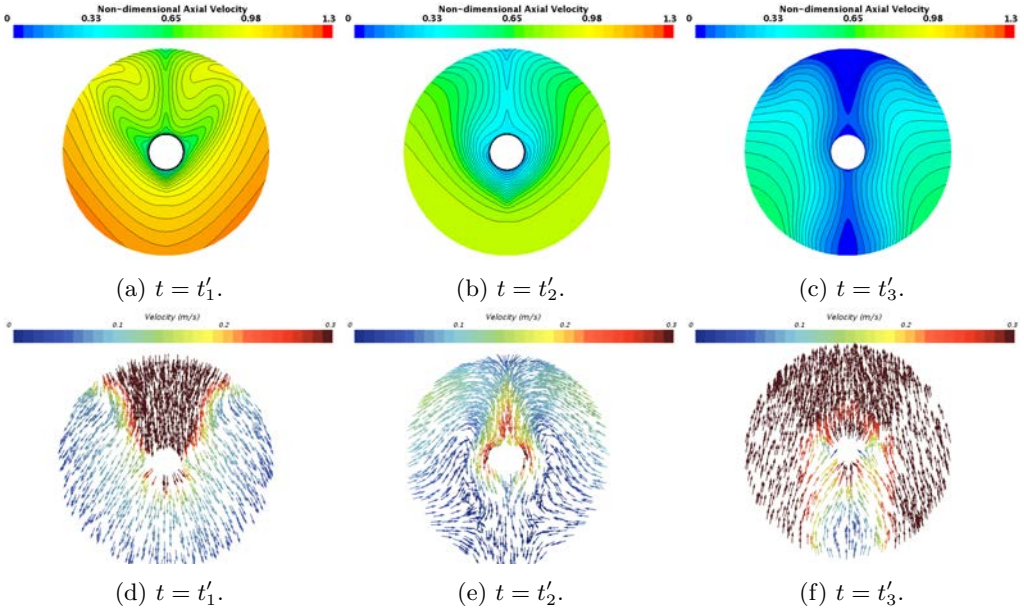 Non-dimensional Axial Velocity Non-dimensional Axial Velocity Non-dimensional Axial Velocity
0 0.33 0.65 0.98 1.3 0 0.33 0.65 0.98 1.3 0 0.33 0.65 0.98 1.3
(a) t = t′₁. (b) t = t′₂. (c) t = t′₃.
Velocity (m/s) Velocity (m/s) Velocity (m/s)
0 0.1 0.2 0.3 0 0.1 0.2 0.3 0 0.1 0.2 0.3
(d) t = t′₁. (e) t = t′₂. (f) t = t′₃.